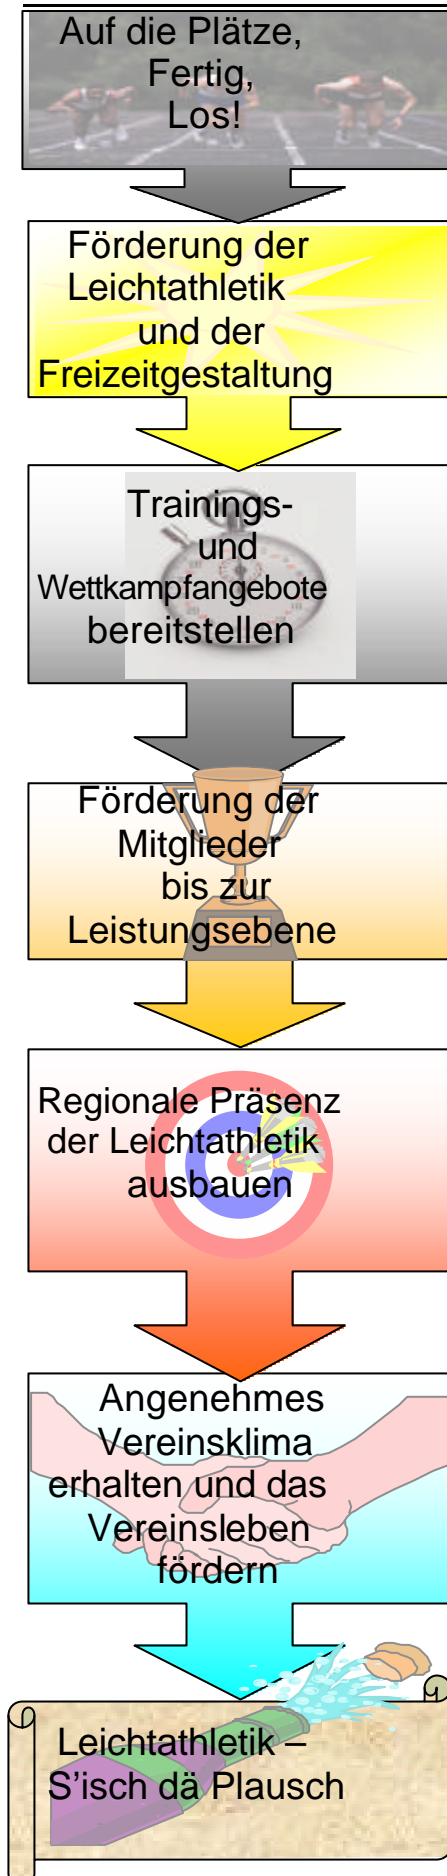 Auf die Plätze,
Fertig,
Los!
Förderung der
Leichtathletik
und der
Freizeitgestaltung
Trainings-
und
Wettkampfangebote
bereitstellen
Förderung der
Mitglieder
bis zur
Leistungsebene
Regionale Präsenz
der Leichtathletik
ausbauen
Angenehmes
Vereinsklima
erhalten und das
Vereinsleben
fördern
Leichtathletik –
S'isch dä Plausch